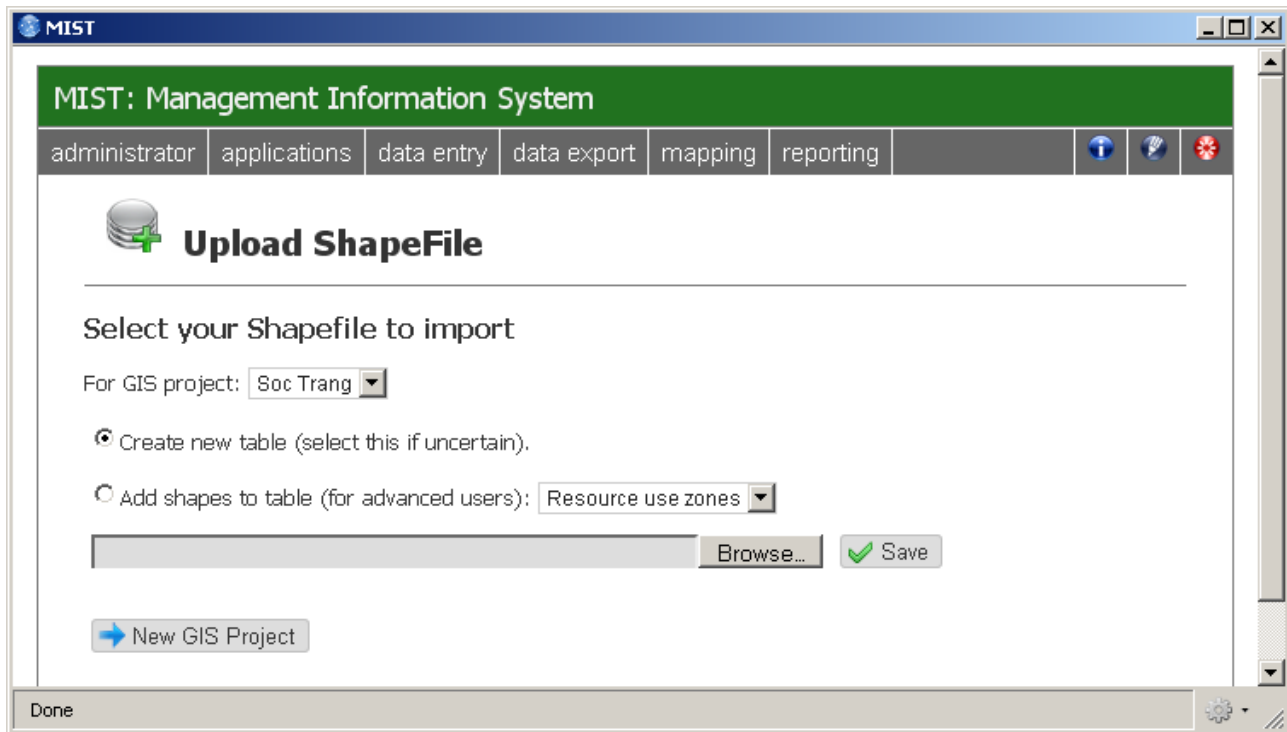 MIST
MIST: Management Information System
administrator applications data entry data export mapping reporting
Upload ShapeFile
Select your Shapefile to import
For GIS project: Soc Trang
Create new table (select this if uncertain).
Add shapes to table (for advanced users): Resource use zones
Browse... Save
New GIS Project
Done